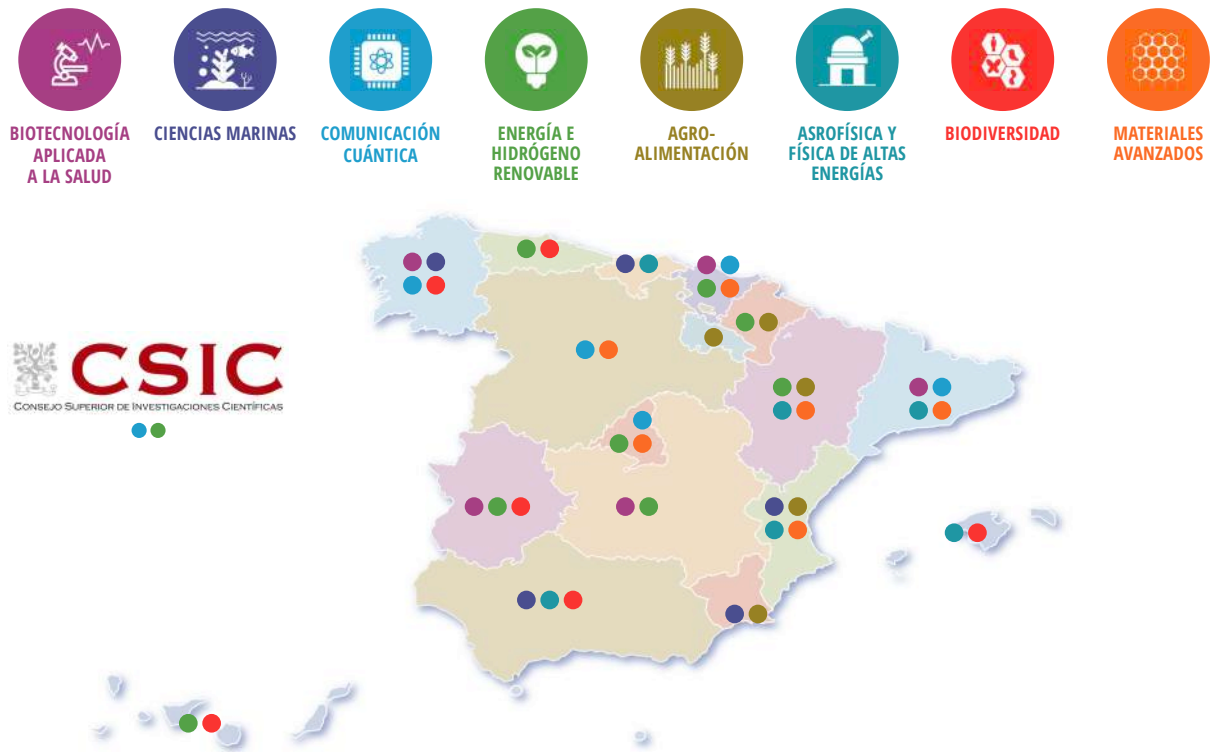 BIOTECNOLOGÍA
APLICADA
A LA SALUD
CIENCIAS MARINAS
COMUNICACIÓN
CUÁNTICA
ENERGÍA E
HIDRÓGENO
RENOVABLE
AGRO-
ALIMENTACIÓN
ASROFÍSICA Y
FÍSICA DE ALTAS
ENERGÍAS
BIODIVERSIDAD
MATERIALES
AVANZADOS
CSIC
CONSEJO SUPERIOR DE INVESTIGACIONES CIENTÍFICAS